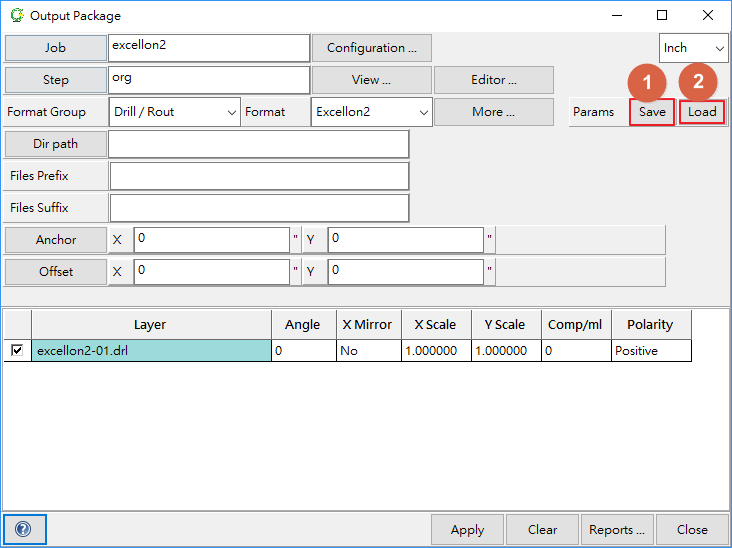 Output Package
Job excellon2 Configuration ... Inch
Step org View ... Editor ... 1 2
Format Group Drill / Rout Format Excellon2 More ... Params Save Load
Dir path
Files Prefix
Files Suffix
Anchor X 0 " Y 0 "
Offset X 0 " Y 0 "
Layer Angle X Mirror X Scale Y Scale Comp/ml Polarity
excellon2-01.drl 0 No 1.000000 1.000000 0 Positive
? Apply Clear Reports ... Close